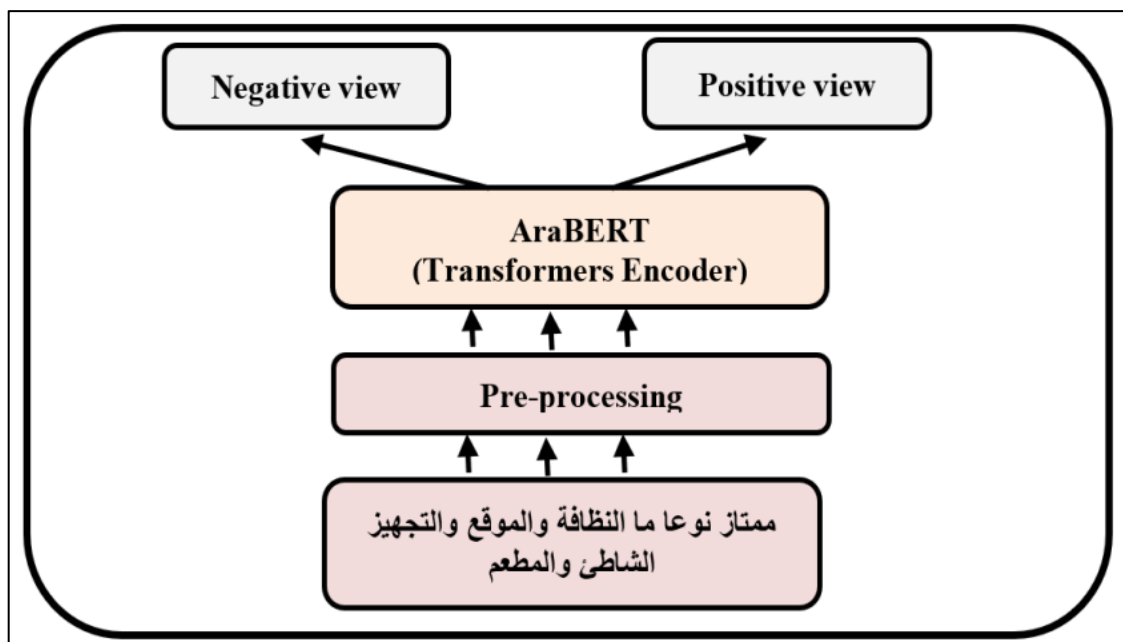 Negative view
Positive view
AraBERT
(Transformers Encoder)
Pre-processing
ممتاز نوعا ما النظافة والموقع والتجهيز
الشاطئ والمطعم